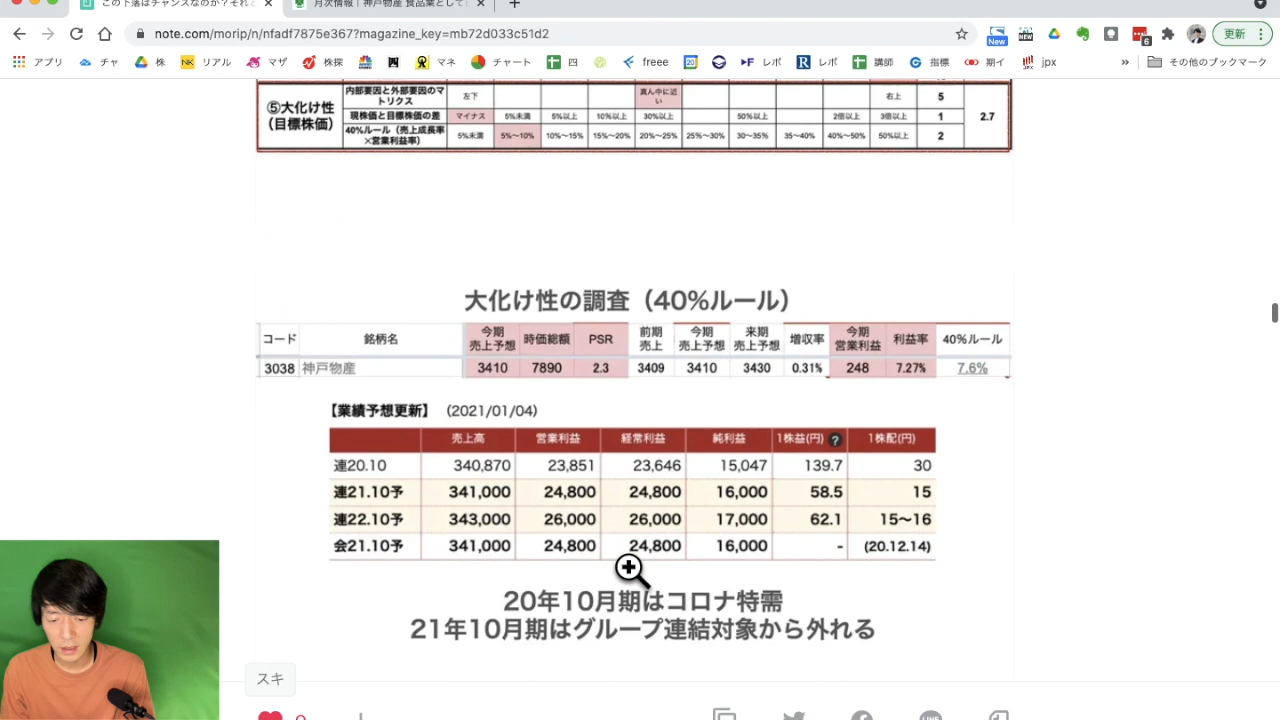 この下落はチャンスなのか?それと ×
月次情報 | 神戸物産 食品業として ×
note.com/morip/n/nfadf7875e367?magazine_key=mb72d033c51d2
New
NEW
6
更新
アプリ チャ 株 NK リアル マザ 株探 マネ チャート 四 freee 20 レポ R レポ 講師 指標 期イ jpx » その他のブックマーク
⑤大化け性
(目標株価)
内部要因と外部要因のマトリクス 左下 真ん中に近い 右上 5
現株価と目標株価の差 マイナス 5%未満 5%以上 10%以上 30%以上 50%以上 2倍以上 3倍以上 1 2.7
40%ルール(売上成長率×営業利益率) 5%未満 5%〜10% 10%〜15% 15%〜20% 20%〜25% 25%〜30% 30〜35% 35〜40% 40%〜50% 50%以上 2
大化け性の調査(40%ルール)
コード 銘柄名 今期売上予想 時価総額 PSR 前期売上 今期売上予想 来期売上予想 増収率 今期営業利益 利益率 40%ルール
3038 神戸物産 3410 7890 2.3 3409 3410 3430 0.31% 248 7.27% 7.6%
【業績予想更新】 (2021/01/04)
売上高 営業利益 経常利益 純利益 1株益(円) ? 1株配(円)
連20.10 340,870 23,851 23,646 15,047 139.7 30
連21.10予 341,000 24,800 24,800 16,000 58.5 15
連22.10予 343,000 26,000 26,000 17,000 62.1 15〜16
会21.10予 341,000 24,800 24,800 16,000 - (20.12.14)
20年10月期はコロナ特需
21年10月期はグループ連結対象から外れる
スキ
LINE